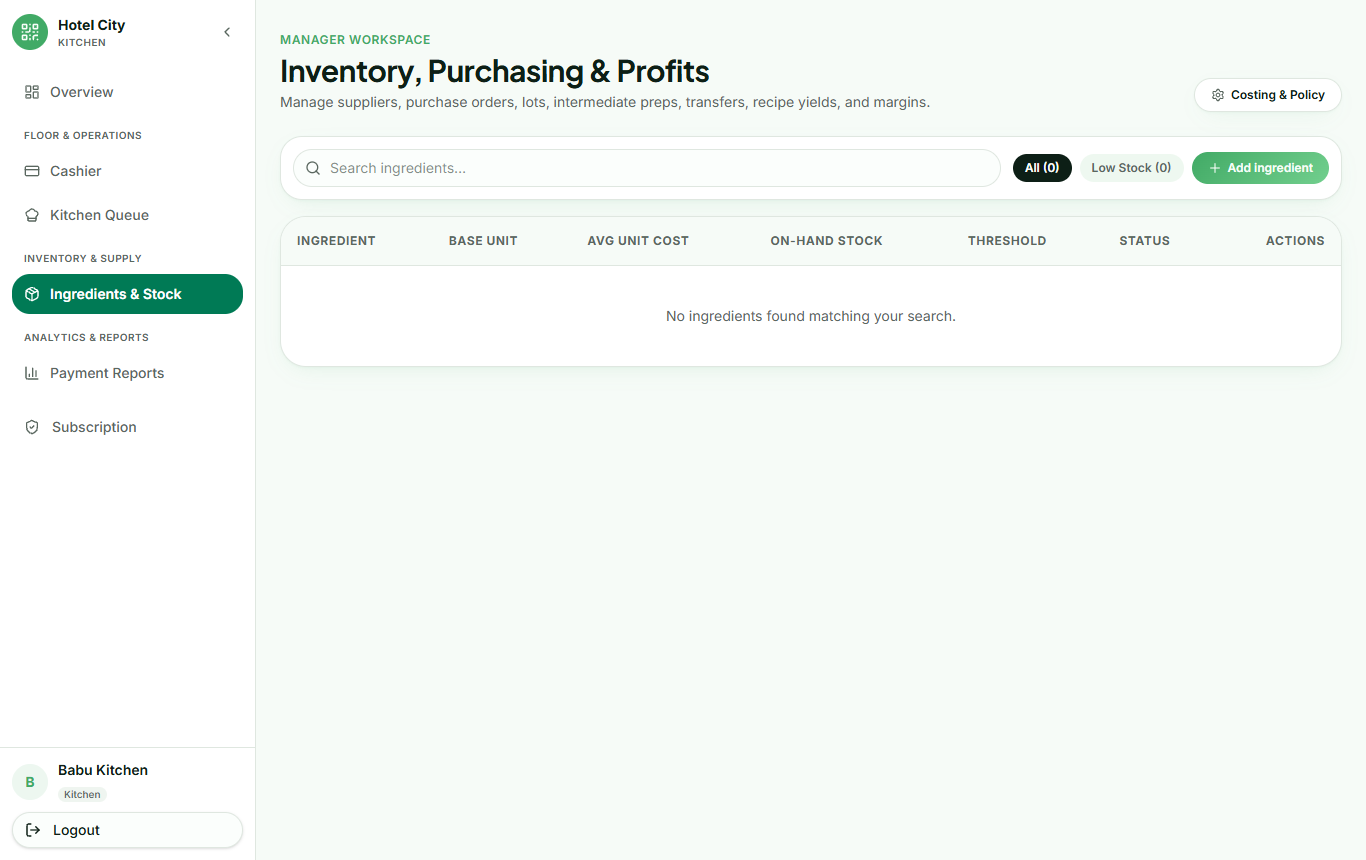 Hotel City
KITCHEN
Overview
FLOOR & OPERATIONS
Cashier
Kitchen Queue
INVENTORY & SUPPLY
Ingredients & Stock
ANALYTICS & REPORTS
Payment Reports
Subscription
B
Babu Kitchen
Kitchen
Logout
MANAGER WORKSPACE
Inventory, Purchasing & Profits
Manage suppliers, purchase orders, lots, intermediate preps, transfers, recipe yields, and margins.
Costing & Policy
Search ingredients...
All (0)
Low Stock (0)
Add ingredient
INGREDIENT BASE UNIT AVG UNIT COST ON-HAND STOCK THRESHOLD STATUS ACTIONS
No ingredients found matching your search.